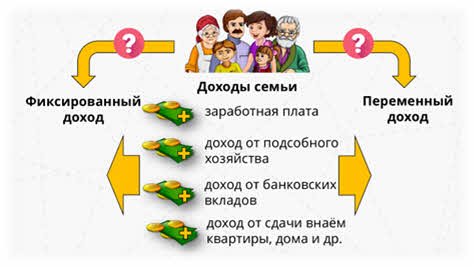 ?
?
Доходы семьи
Фиксированный
доход
Переменный
доход
заработная плата
доход от подсобного
хозяйства
доход от банковских
вкладов
доход от сдачи внаём
квартиры, дома и др.